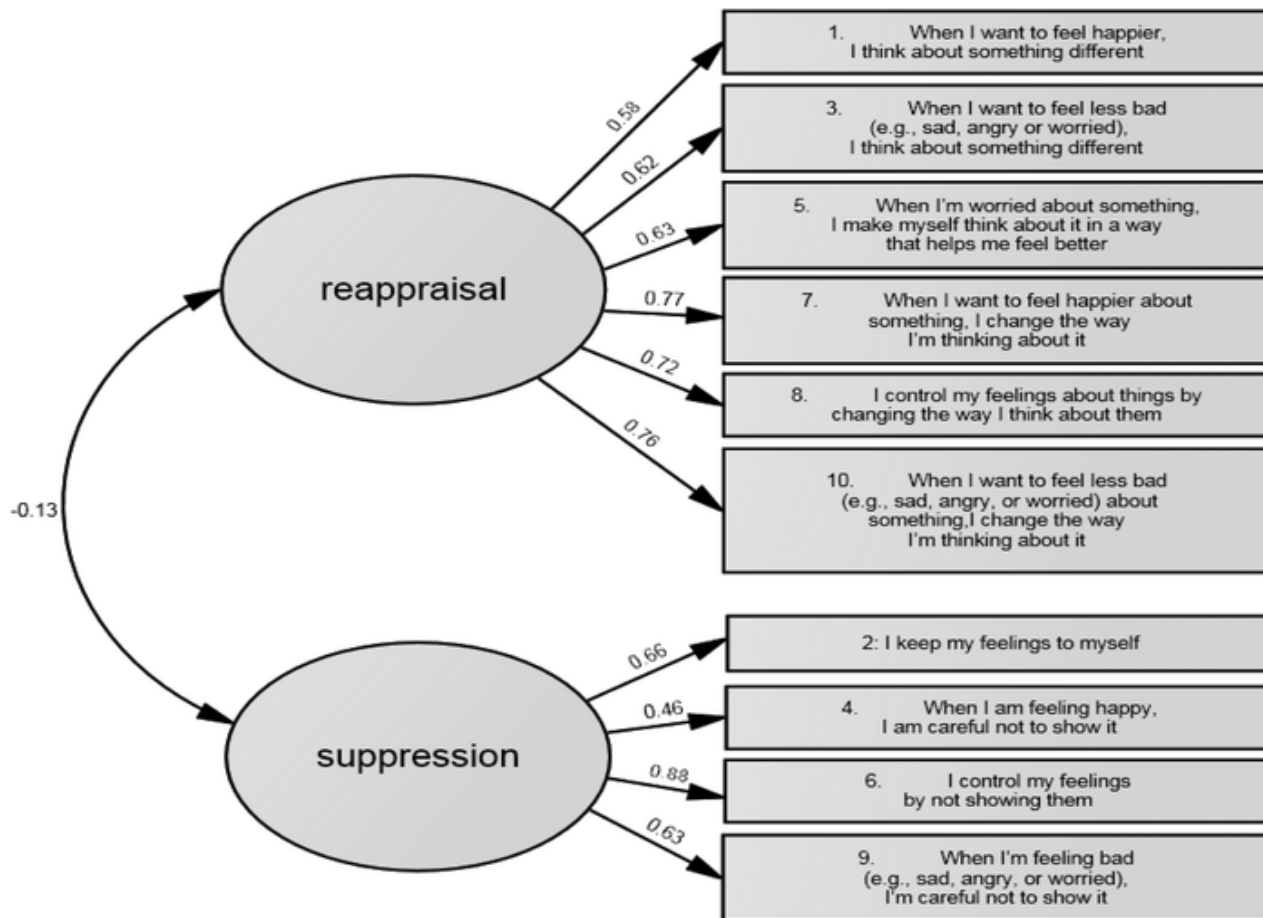 1. When I want to feel happier,
I think about something different
0.58
3. When I want to feel less bad
(e.g., sad, angry or worried),
I think about something different
0.62
5. When I'm worried about something,
I make myself think about it in a way
that helps me feel better
0.63
reappraisal
7. When I want to feel happier about
something, I change the way
I'm thinking about it
0.77
8. I control my feelings about things by
changing the way I think about them
0.72
10. When I want to feel less bad
(e.g., sad, angry, or worried) about
something,I change the way
I'm thinking about it
0.76
-0.13
2: I keep my feelings to myself
0.66
4. When I am feeling happy,
I am careful not to show it
0.46
suppression
6. I control my feelings
by not showing them
0.88
9. When I'm feeling bad
(e.g., sad, angry, or worried),
I'm careful not to show it
0.63